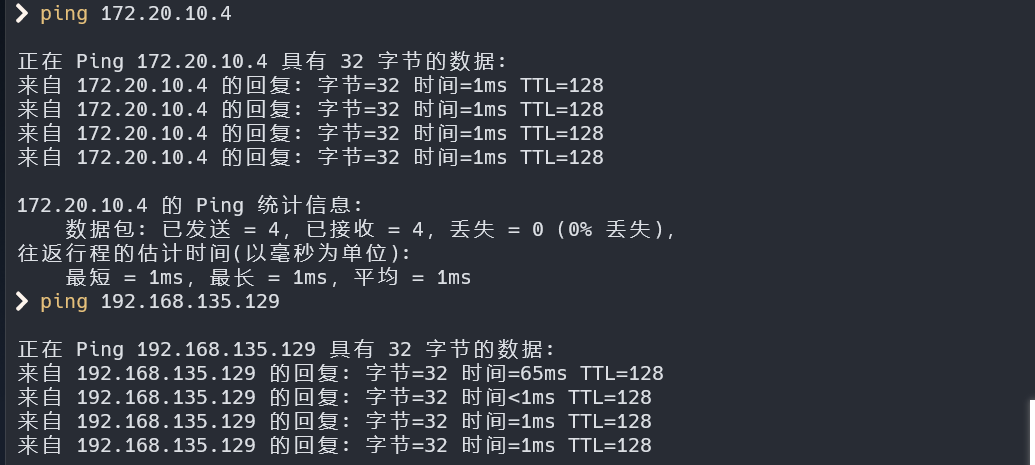 ❯ ping 172.20.10.4
正在 Ping 172.20.10.4 具有 32 字节的数据:
来自 172.20.10.4 的回复: 字节=32 时间=1ms TTL=128
来自 172.20.10.4 的回复: 字节=32 时间=1ms TTL=128
来自 172.20.10.4 的回复: 字节=32 时间=1ms TTL=128
来自 172.20.10.4 的回复: 字节=32 时间=1ms TTL=128
172.20.10.4 的 Ping 统计信息:
    数据包: 已发送 = 4, 已接收 = 4, 丢失 = 0 (0% 丢失),
往返行程的估计时间(以毫秒为单位):
    最短 = 1ms, 最长 = 1ms, 平均 = 1ms
❯ ping 192.168.135.129
正在 Ping 192.168.135.129 具有 32 字节的数据:
来自 192.168.135.129 的回复: 字节=32 时间=65ms TTL=128
来自 192.168.135.129 的回复: 字节=32 时间<1ms TTL=128
来自 192.168.135.129 的回复: 字节=32 时间=1ms TTL=128
来自 192.168.135.129 的回复: 字节=32 时间=1ms TTL=128